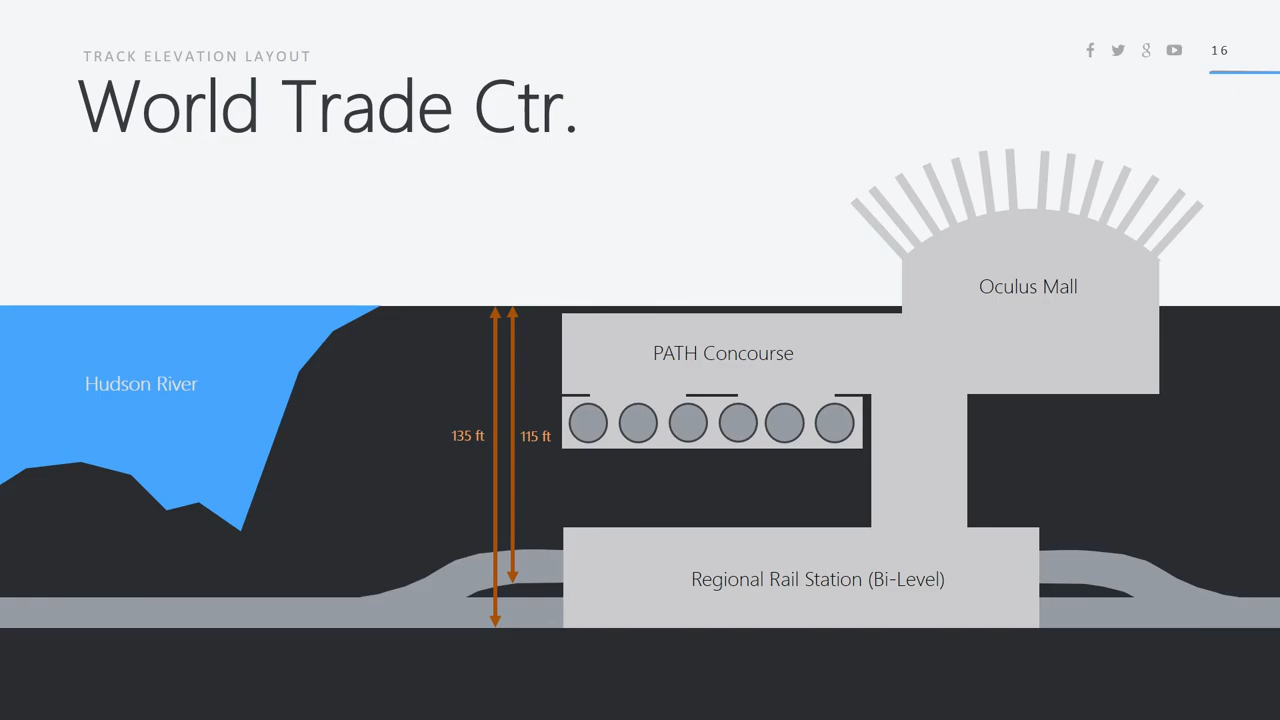 TRACK ELEVATION LAYOUT
16
World Trade Ctr.
Oculus Mall
PATH Concourse
Hudson River
135 ft
115 ft
Regional Rail Station (Bi-Level)